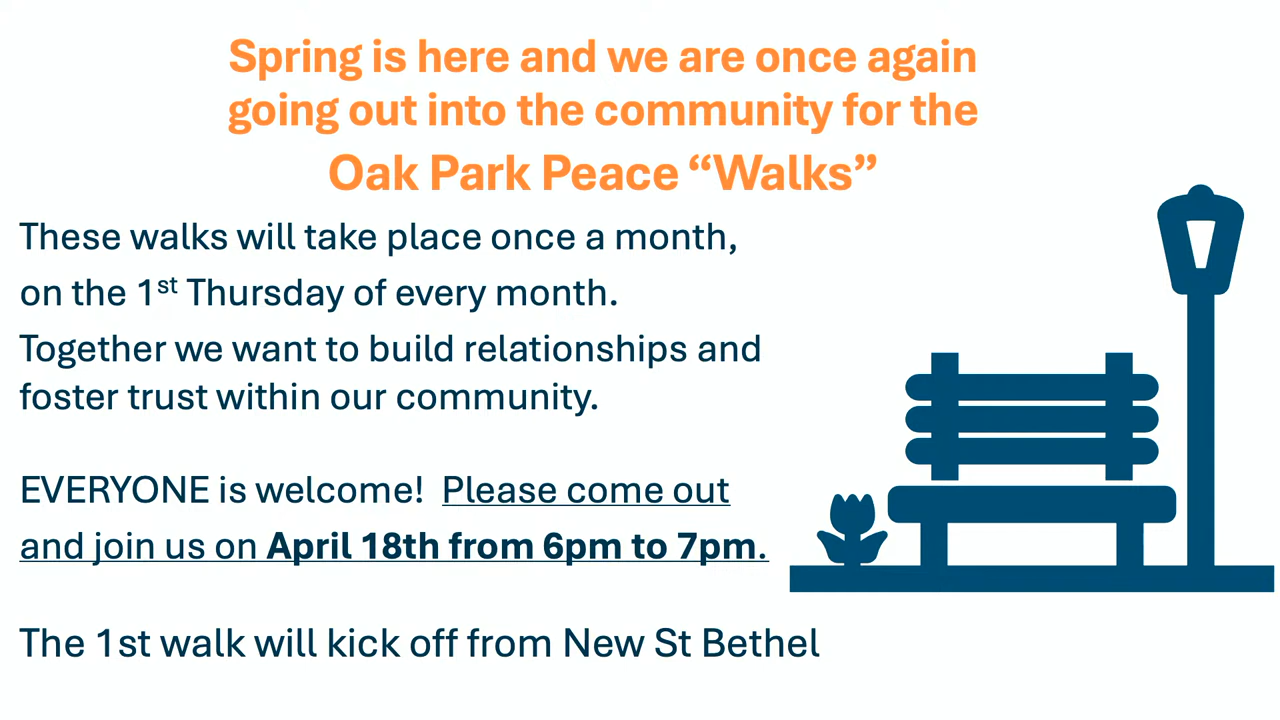 Spring is here and we are once again
going out into the community for the
Oak Park Peace “Walks”
These walks will take place once a month,
on the 1st Thursday of every month.
Together we want to build relationships and
foster trust within our community.
EVERYONE is welcome! Please come out
and join us on April 18th from 6pm to 7pm.
The 1st walk will kick off from New St Bethel